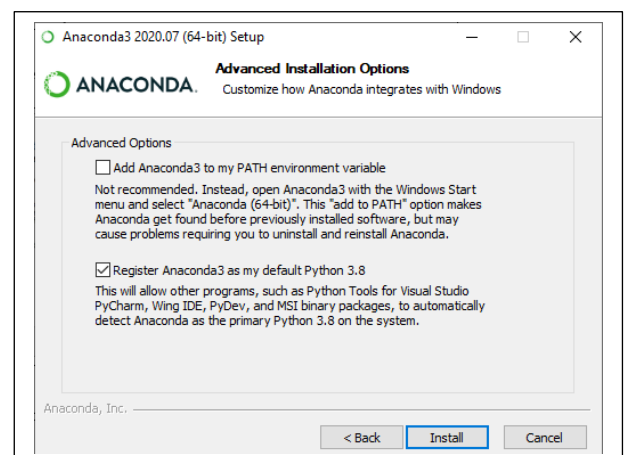 Anaconda3 2020.07 (64-bit) Setup
ANACONDA.
Advanced Installation Options
Customize how Anaconda integrates with Windows
Advanced Options
Add Anaconda3 to my PATH environment variable
Not recommended. Instead, open Anaconda3 with the Windows Start
menu and select "Anaconda (64-bit)". This "add to PATH" option makes
Anaconda get found before previously installed software, but may
cause problems requiring you to uninstall and reinstall Anaconda.
Register Anaconda3 as my default Python 3.8
This will allow other programs, such as Python Tools for Visual Studio
PyCharm, Wing IDE, PyDev, and MSI binary packages, to automatically
detect Anaconda as the primary Python 3.8 on the system.
Anaconda, Inc.
< Back Install Cancel